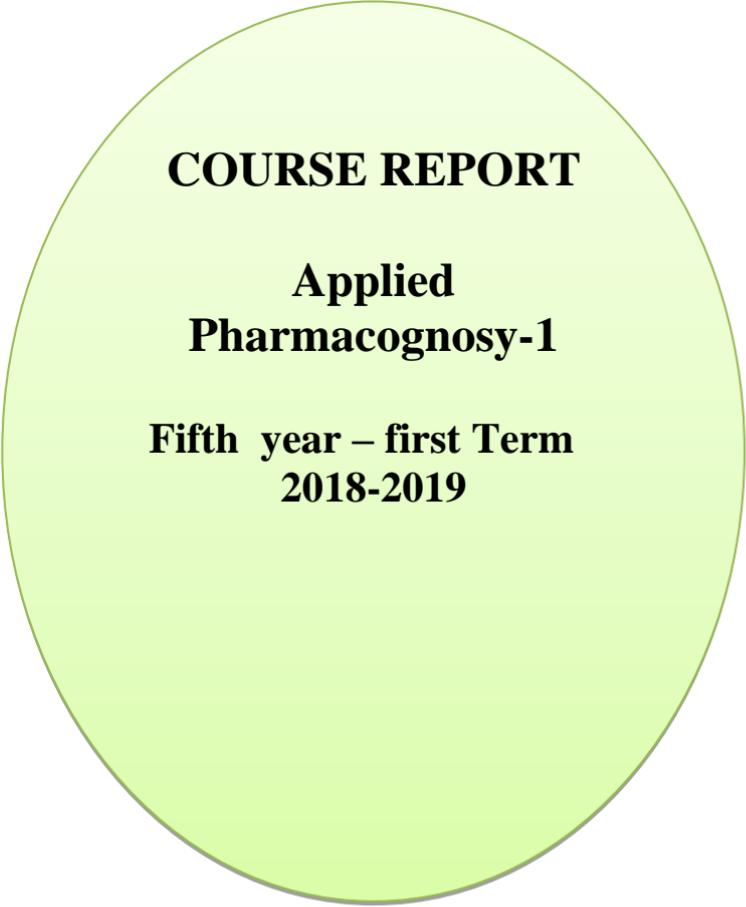 COURSE REPORT
Applied
Pharmacognosy-1
Fifth  year – first Term
2018-2019